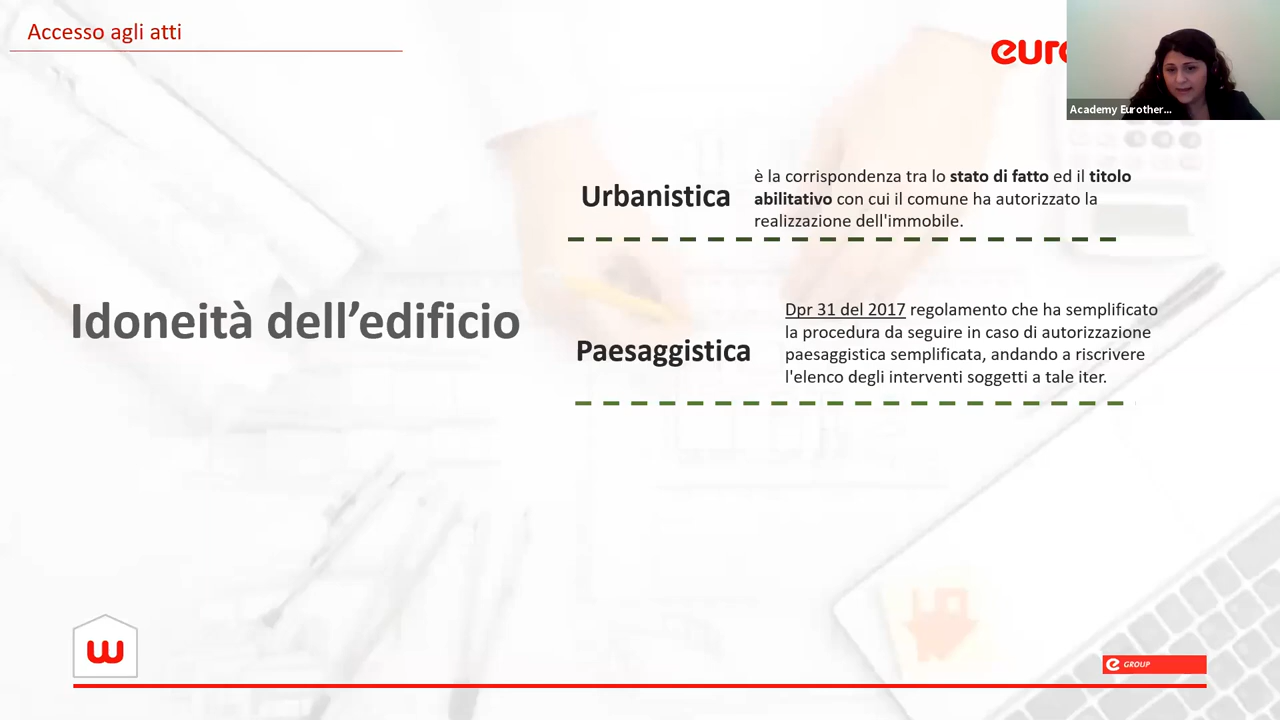 Accesso agli atti
euro
Academy Eurother...
Urbanistica
è la corrispondenza tra lo stato di fatto ed il titolo
abilitativo con cui il comune ha autorizzato la
realizzazione dell'immobile.
Idoneità dell’edificio
Paesaggistica
Dpr 31 del 2017 regolamento che ha semplificato
la procedura da seguire in caso di autorizzazione
paesaggistica semplificata, andando a riscrivere
l'elenco degli interventi soggetti a tale iter.
w
e GROUP